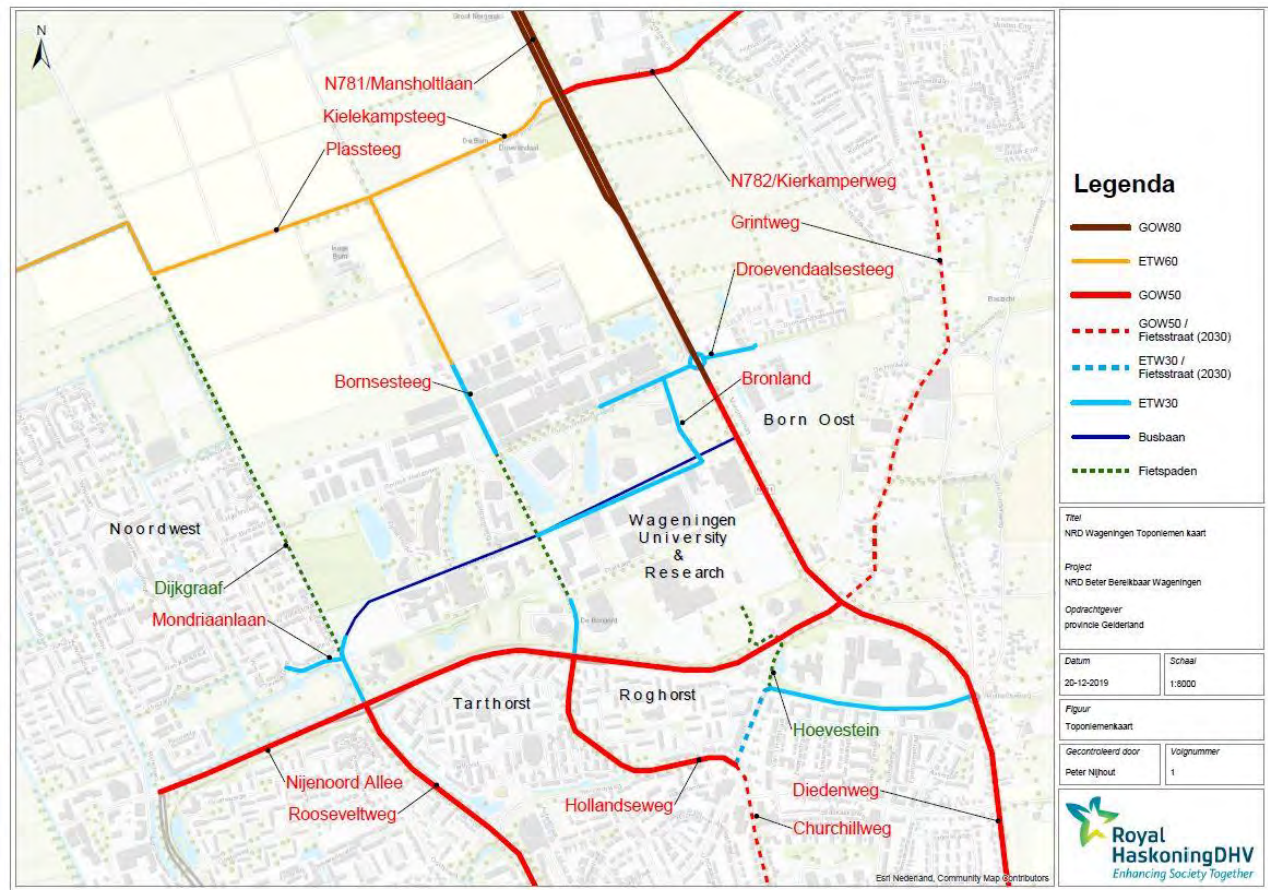 N
N781/Mansholtlaan
Kielekampsteeg
Plassteeg
N782/Kierkamperweg
Grintweg
Droevendaalsesteeg
Bornsesteeg
Bronland
Born Oost
Noordwest
Wageningen
University
&
Research
Dijkgraaf
Mondriaanlaan
Tarthorst
Roghorst
Hoevestein
Nijenoord Allee
Rooseveltweg
Hollandseweg
Diedenweg
Churchillweg
Esri Nederland, Community Map Contributors
Legenda
GOW80
ETW60
GOW50
GOW50 /
Fietsstraat (2030)
ETW30 /
Fietsstraat (2030)
ETW30
Busbaan
Fietspaden
Titel
NRD Wageningen Toponiemen kaart
Project
NRD Beter Bereikbaar Wageningen
Opdrachtgever
provincie Gelderland
Datum
20-12-2019
Schaal
1:8000
Figuur
Toponiemenkaart
Gecontroleerd door
Peter Nijhout
Volgnummer
1
Royal
HaskoningDHV
Enhancing Society Together